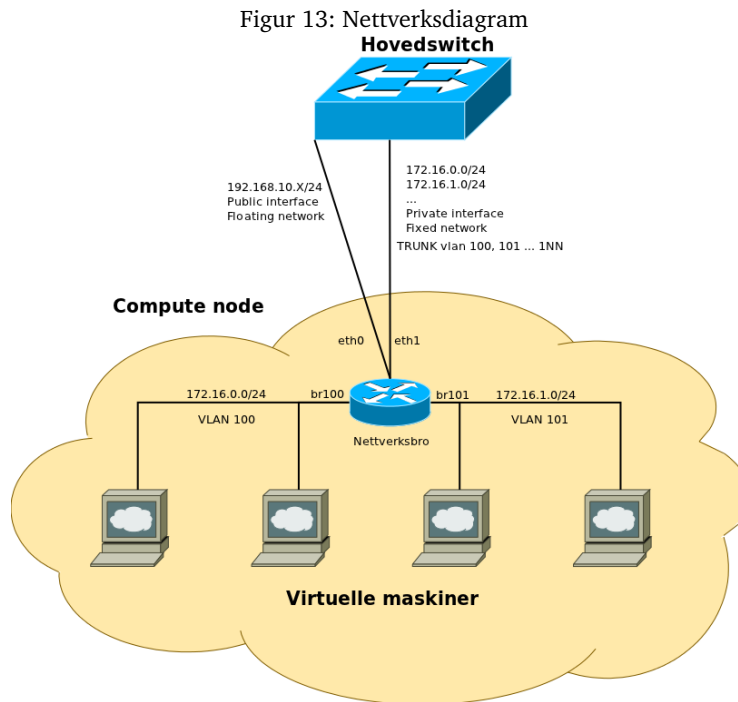 Figur 13: Nettverksdiagram
Hovedswitch
192.168.10.X/24
Public interface
Floating network
172.16.0.0/24
172.16.1.0/24
...
Private interface
Fixed network
TRUNK vlan 100, 101 ... 1NN
Compute node
eth0
eth1
172.16.0.0/24
br100
br101
172.16.1.0/24
VLAN 100
VLAN 101
Nettverksbro
Virtuelle maskiner